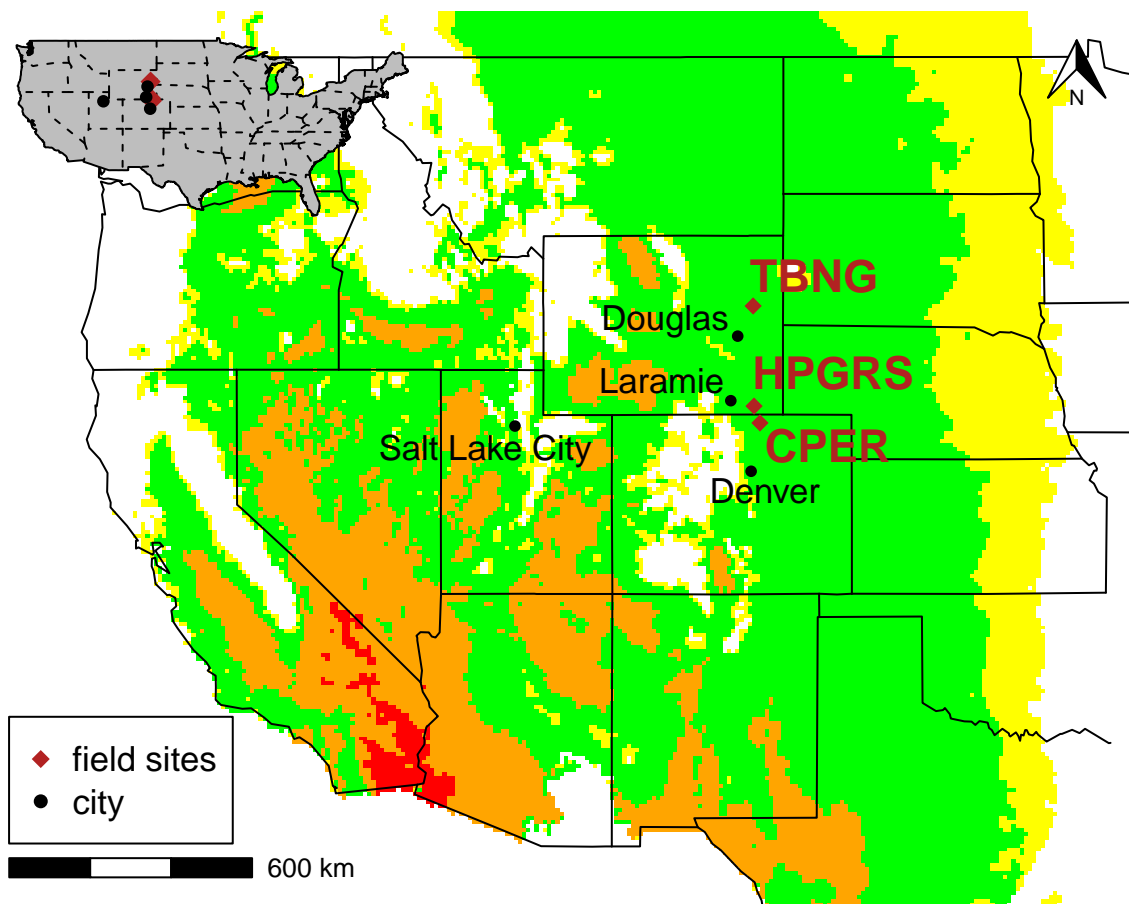 N
TBNG
Douglas
HPGRS
Laramie
CPER
Salt Lake City
Denver
field sites
city
600 km